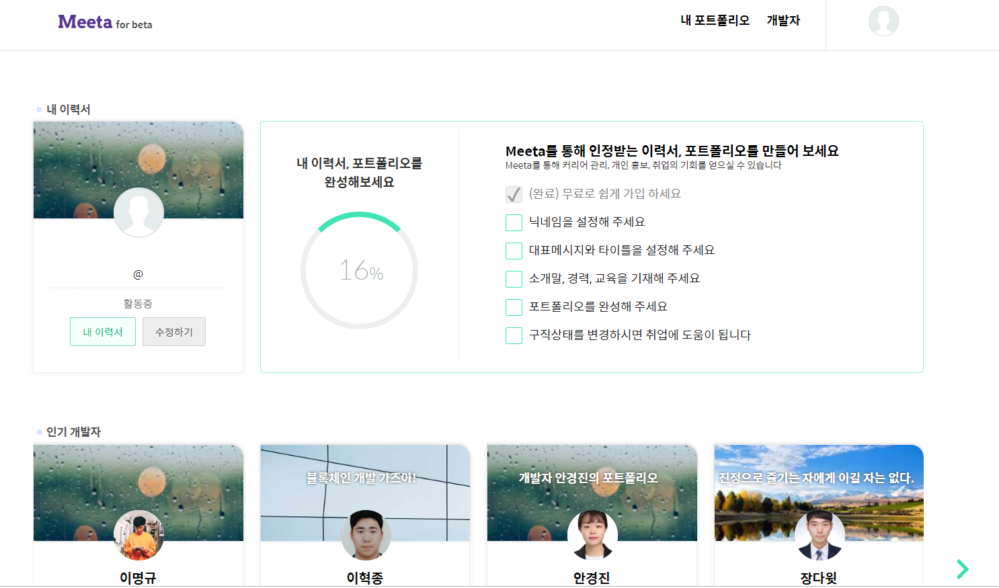 Meeta for beta
내 포트폴리오
개발자
내 이력서
@
활동중
내 이력서
수정하기
내 이력서, 포트폴리오를
완성해보세요
16%
Meeta를 통해 인정받는 이력서, 포트폴리오를 만들어 보세요
Meeta를 통해 커리어 관리, 개인 홍보, 취업의 기회를 얻으실 수 있습니다
(완료) 무료로 쉽게 가입 하세요
닉네임을 설정해 주세요
대표메시지와 타이틀을 설정해 주세요
소개말, 경력, 교육을 기재해 주세요
포트폴리오를 완성해 주세요
구직상태를 변경하시면 취업에 도움이 됩니다
인기 개발자
이명규
블록체인 개발 가즈아!
이혁종
개발자 안경진의 포트폴리오
안경진
진정으로 즐기는 자에게 이길 자는 없다.
장다윗